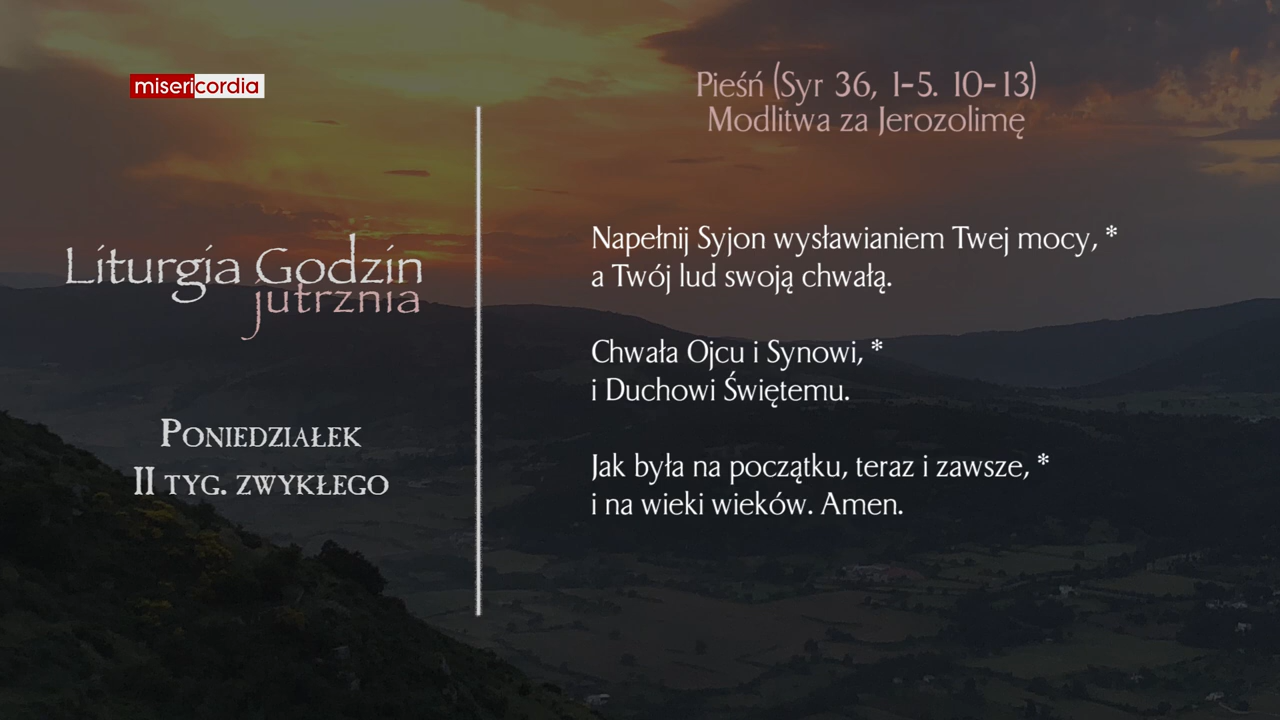 misericordia
Liturgia Godzin
jutrznia
Poniedziałek
II tyg. zwykłego
Pieśń (Syr 36, 1-5. 10-13)
Modlitwa za Jerozolimę
Napełnij Syjon wysławianiem Twej mocy, *
a Twój lud swoją chwałą.
Chwała Ojcu i Synowi, *
i Duchowi Świętemu.
Jak była na początku, teraz i zawsze, *
i na wieki wieków. Amen.